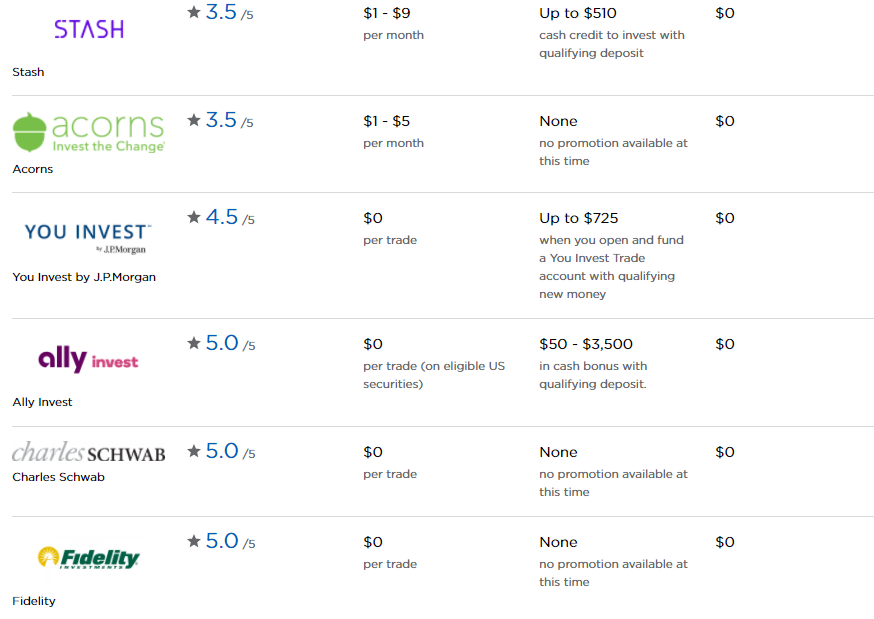 STASH
★ 3.5 /5
$1 - $9
per month
Up to $510
cash credit to invest with
qualifying deposit
$0
Stash
acorns
Invest the Change®
★ 3.5 /5
$1 - $5
per month
None
no promotion available at
this time
$0
Acorns
YOU INVEST℠
by J.P.Morgan
★ 4.5 /5
$0
per trade
Up to $725
when you open and fund
a You Invest Trade
account with qualifying
new money
$0
You Invest by J.P.Morgan
ally invest
★ 5.0 /5
$0
per trade (on eligible US
securities)
$50 - $3,500
in cash bonus with
qualifying deposit.
$0
Ally Invest
charles SCHWAB
★ 5.0 /5
$0
per trade
None
no promotion available at
this time
$0
Charles Schwab
Fidelity
INVESTMENTS
★ 5.0 /5
$0
per trade
None
no promotion available at
this time
$0
Fidelity